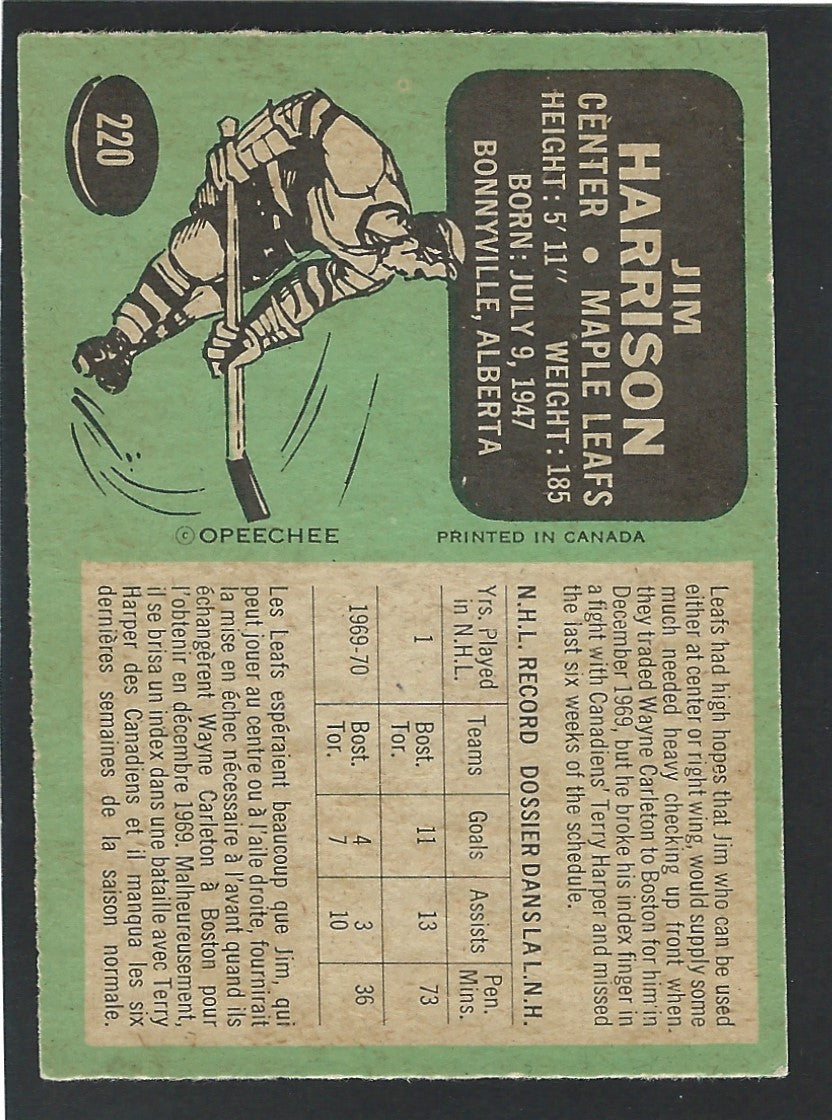 JIM
HARRISON
CENTER • MAPLE LEAFS
HEIGHT: 5' 11" WEIGHT: 185
BORN: JULY 9, 1947
BONNYVILLE, ALBERTA
220
© OPEECHEE
PRINTED IN CANADA
Leafs had high hopes that Jim who can be used
either at center or right wing, would supply some
much needed heavy checking up front when
they traded Wayne Carleton to Boston for him in
December 1969, but he broke his index finger in
a fight with Canadiens' Terry Harper and missed
the last six weeks of the schedule.
N.H.L. RECORD DOSSIER DANS LA L.N.H.
Yrs. Played in N.H.L. Teams Goals Assists Pen. Mins.
1 Bost. Tor. 11 13 73
1969-70 Bost. 4 3 36
Tor. 7 10
Les Leafs espéraient beaucoup que Jim, qui
peut jouer au centre ou à l'aile droite, fournirait
la mise en échec nécessaire à l'avant quand ils
échangèrent Wayne Carleton à Boston pour
l'obtenir en décembre 1969. Malheureusement,
il se brisa un index dans une bataille avec Terry
Harper des Canadiens et il manqua les six
dernières semaines de la saison normale.